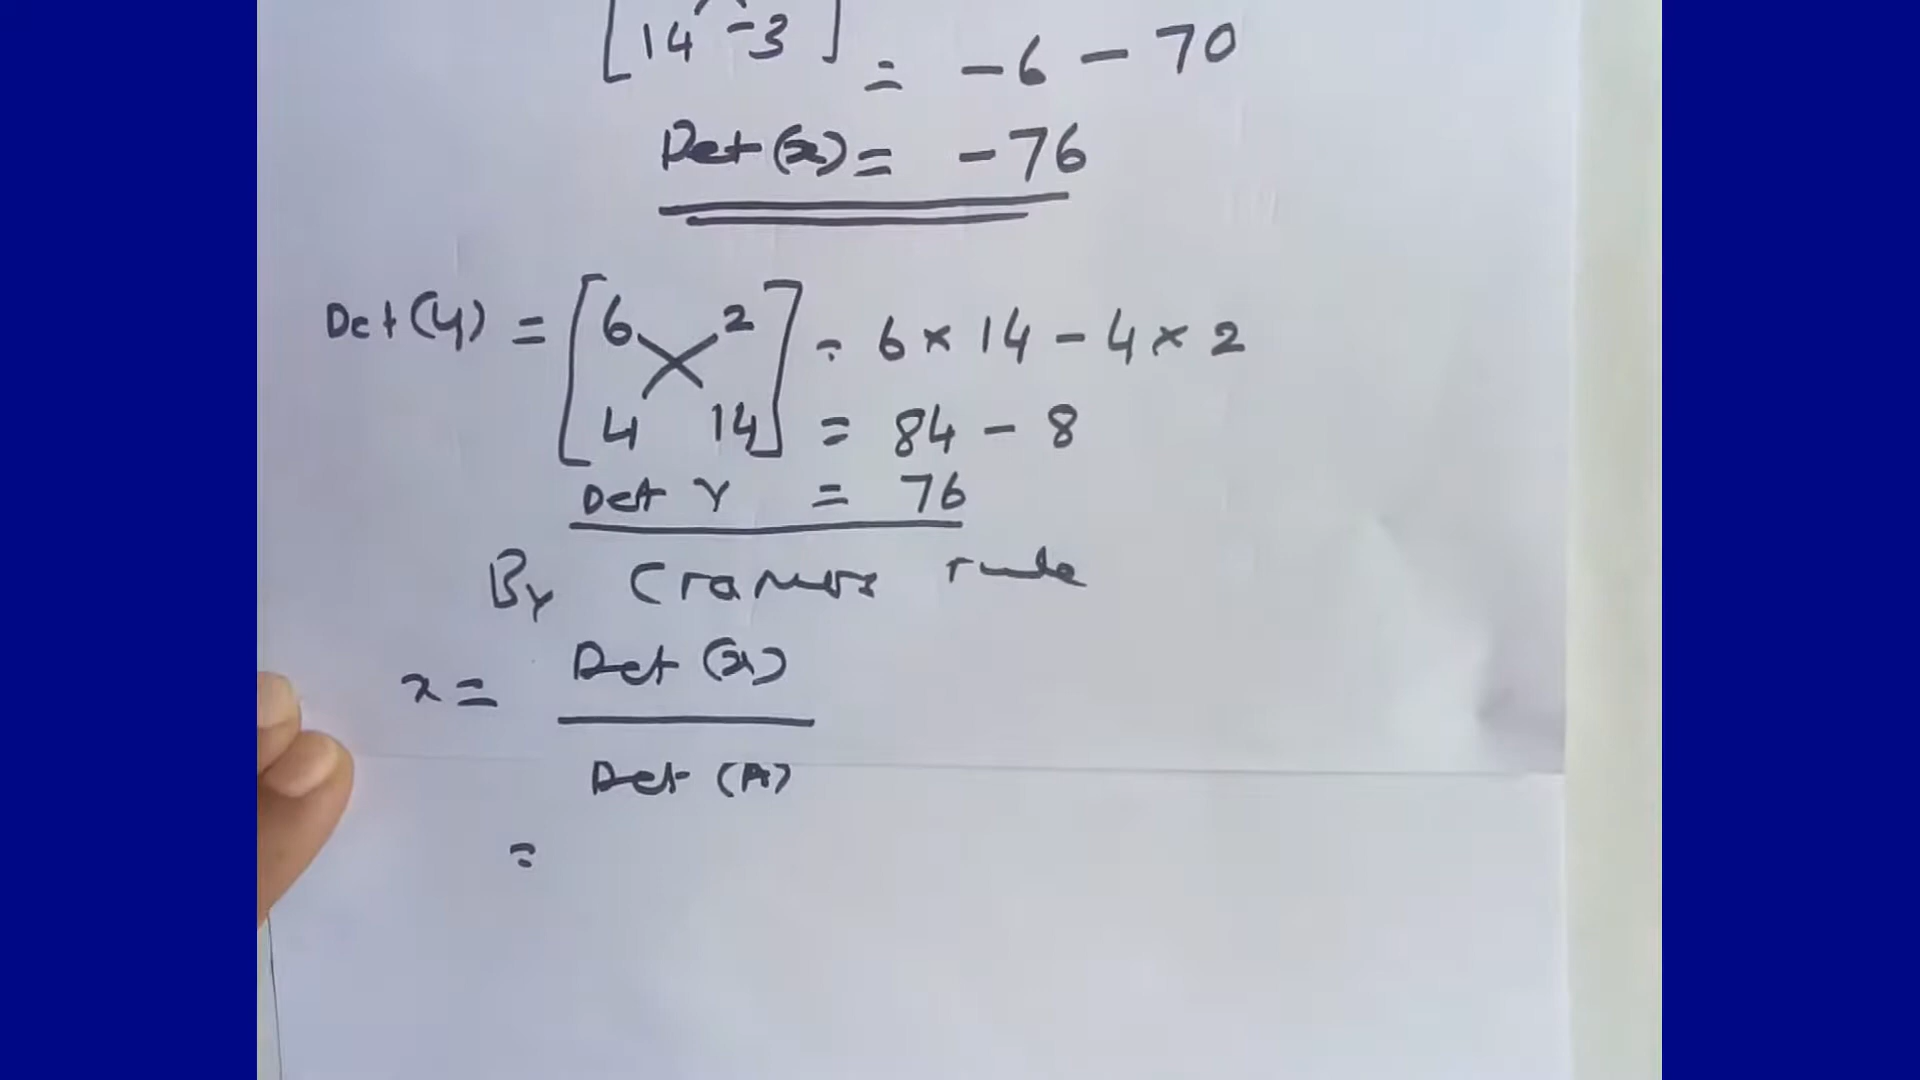 [14 -3] = -6 - 70
Det(x) = -76
Det(y) = [6 2 = 6 × 14 - 4 × 2
4 14] = 84 - 8
Det Y = 76
By Cramers rule
x = Det(x)
Det(A)
=